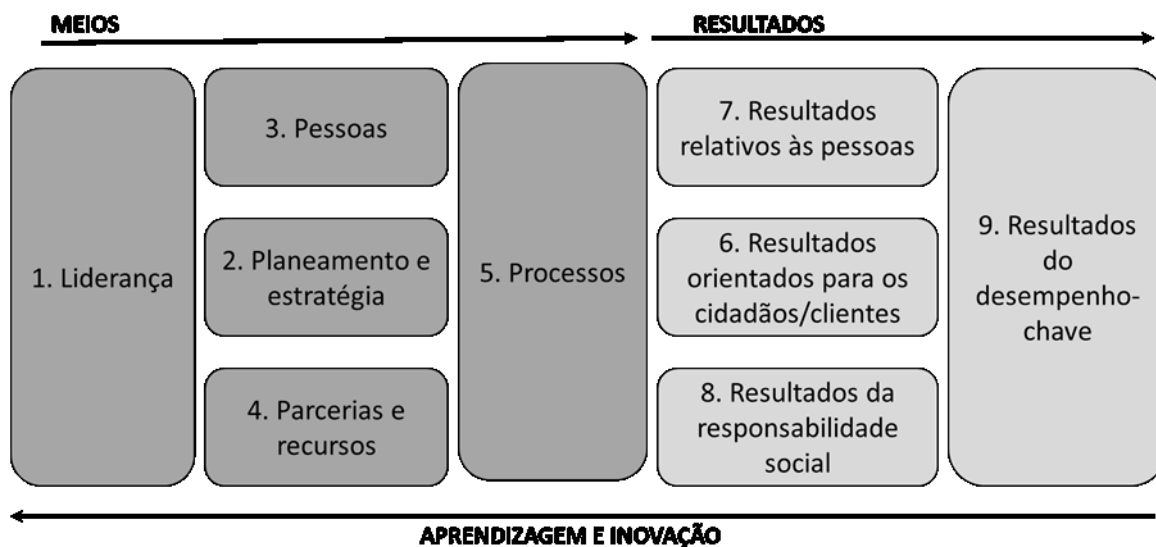 MEIOS
RESULTADOS
1. Liderança
3. Pessoas
2. Planeamento e
estratégia
4. Parcerias e
recursos
5. Processos
7. Resultados
relativos às pessoas
6. Resultados
orientados para os
cidadãos/clientes
8. Resultados da
responsabilidade
social
9. Resultados
do
desempenho-
chave
APRENDIZAGEM E INOVAÇÃO